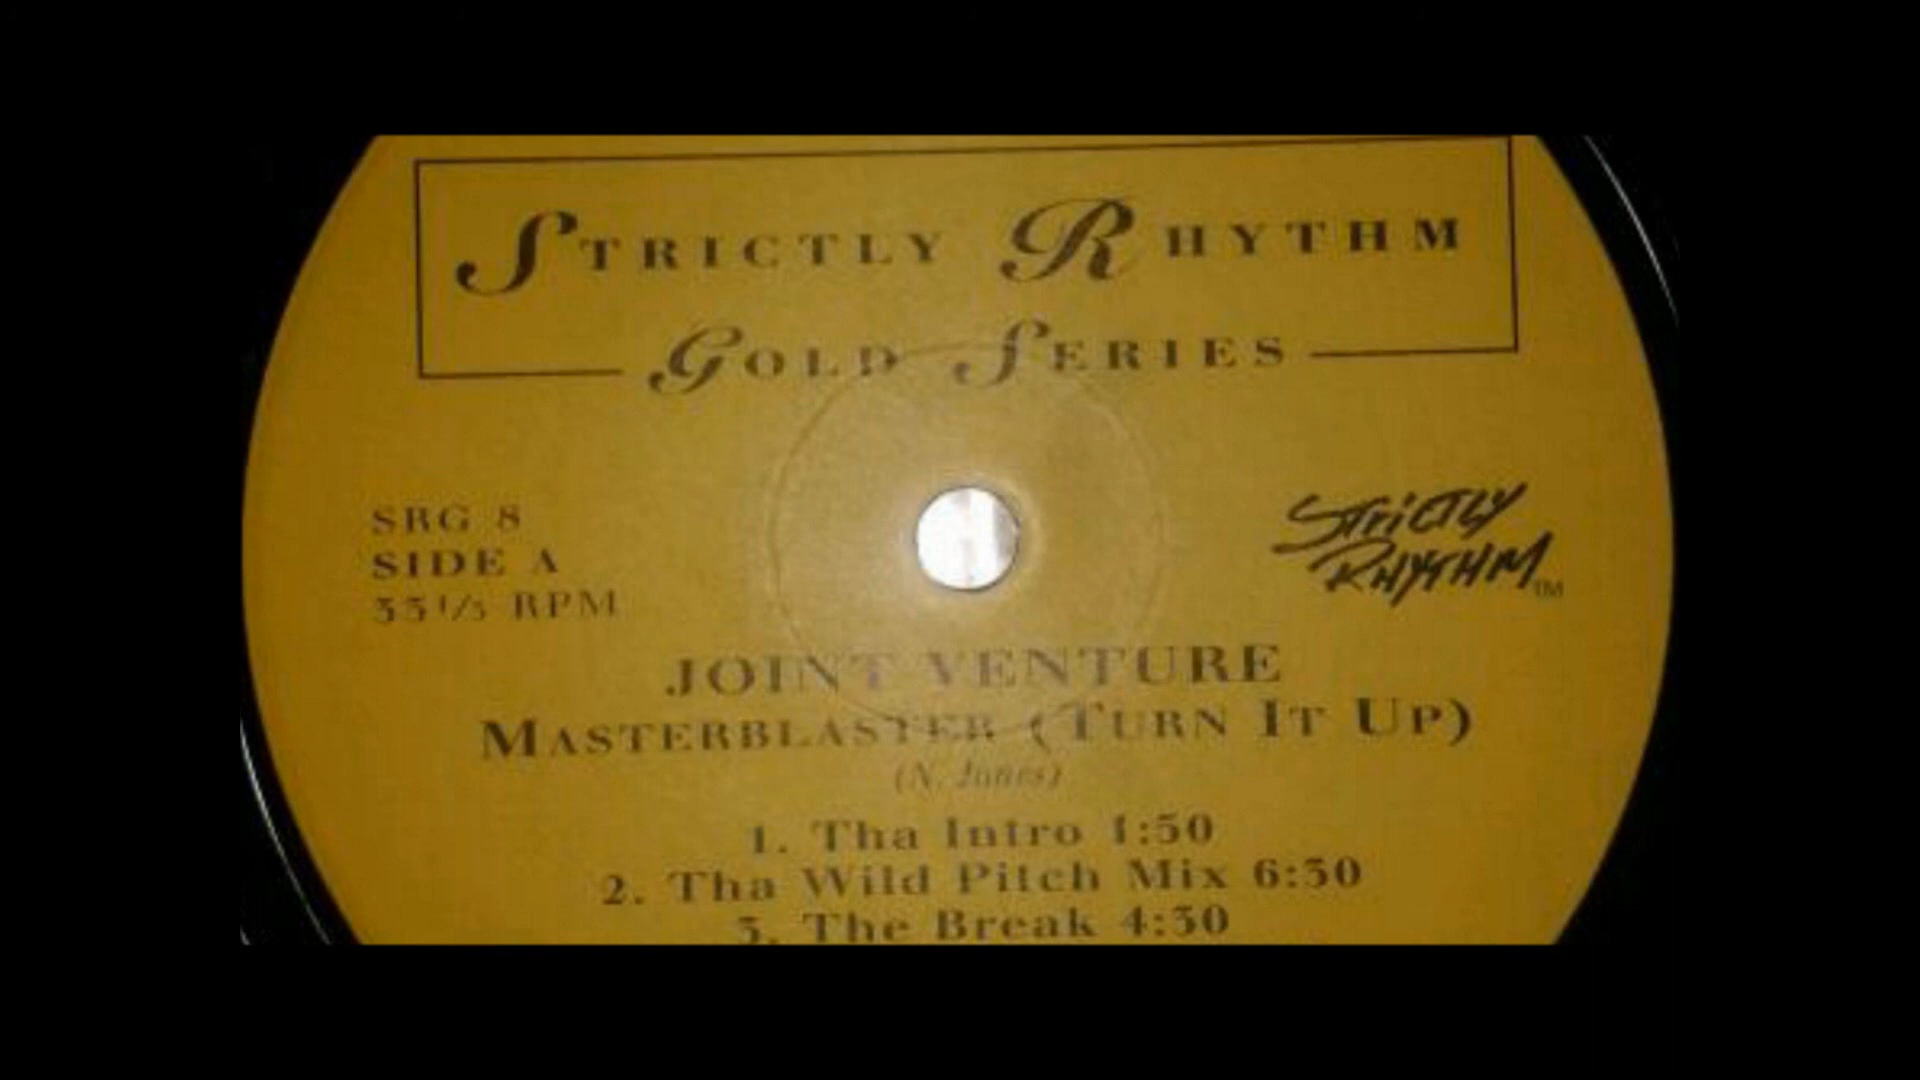 STRICTLY RHYTHM
GOLD SERIES
SRG 8
SIDE A
33 1/3 RPM
STRICTLY
RHYTHM TM
JOINT VENTURE
MASTERBLASTER (TURN IT UP)
(N. Jones)
1. Tha Intro 1:50
2. Tha Wild Pitch Mix 6:30
3. The Break 4:30